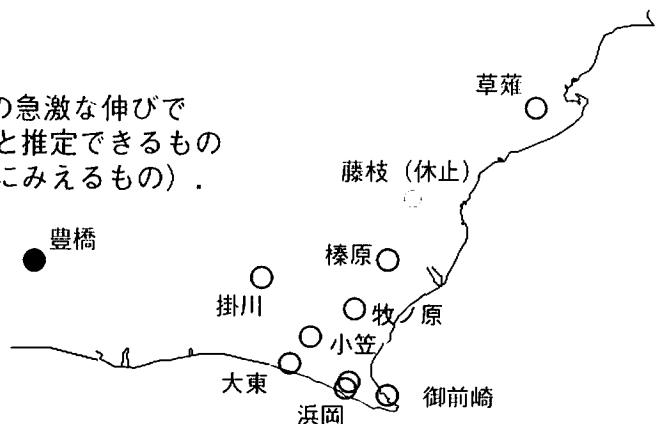 の急激な伸びで
と推定できるもの
にみえるもの）．
草薙
藤枝（休止）
豊橋
榛原
掛川
牧ノ原
小笠
大東
浜岡
御前崎